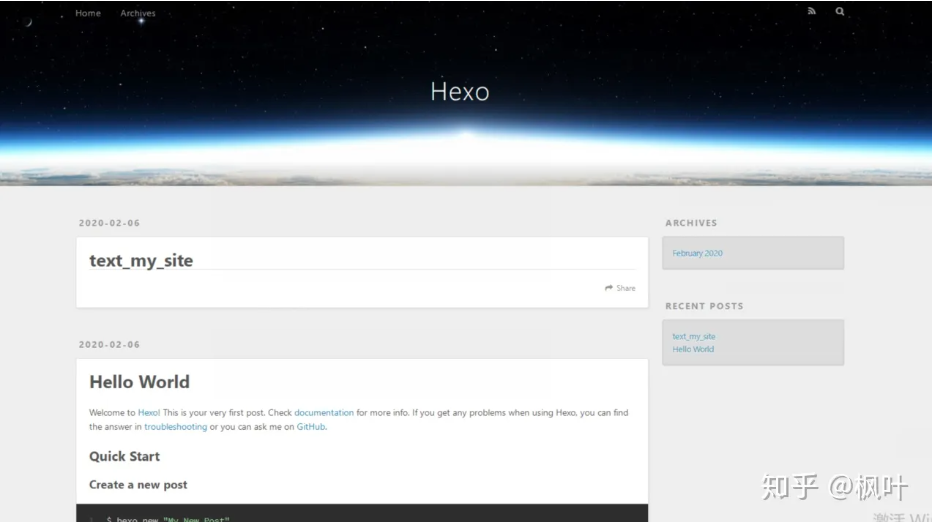 Home Archives
Hexo
2020-02-06
text_my_site
Share
2020-02-06
Hello World
Welcome to Hexo! This is your very first post. Check documentation for more info. If you get any problems when using Hexo, you can find
the answer in troubleshooting or you can ask me on GitHub.
Quick Start
Create a new post
$ hexo new "My New Post"
ARCHIVES
February 2020
RECENT POSTS
text_my_site
Hello World
知乎 @枫叶
激活 Wi